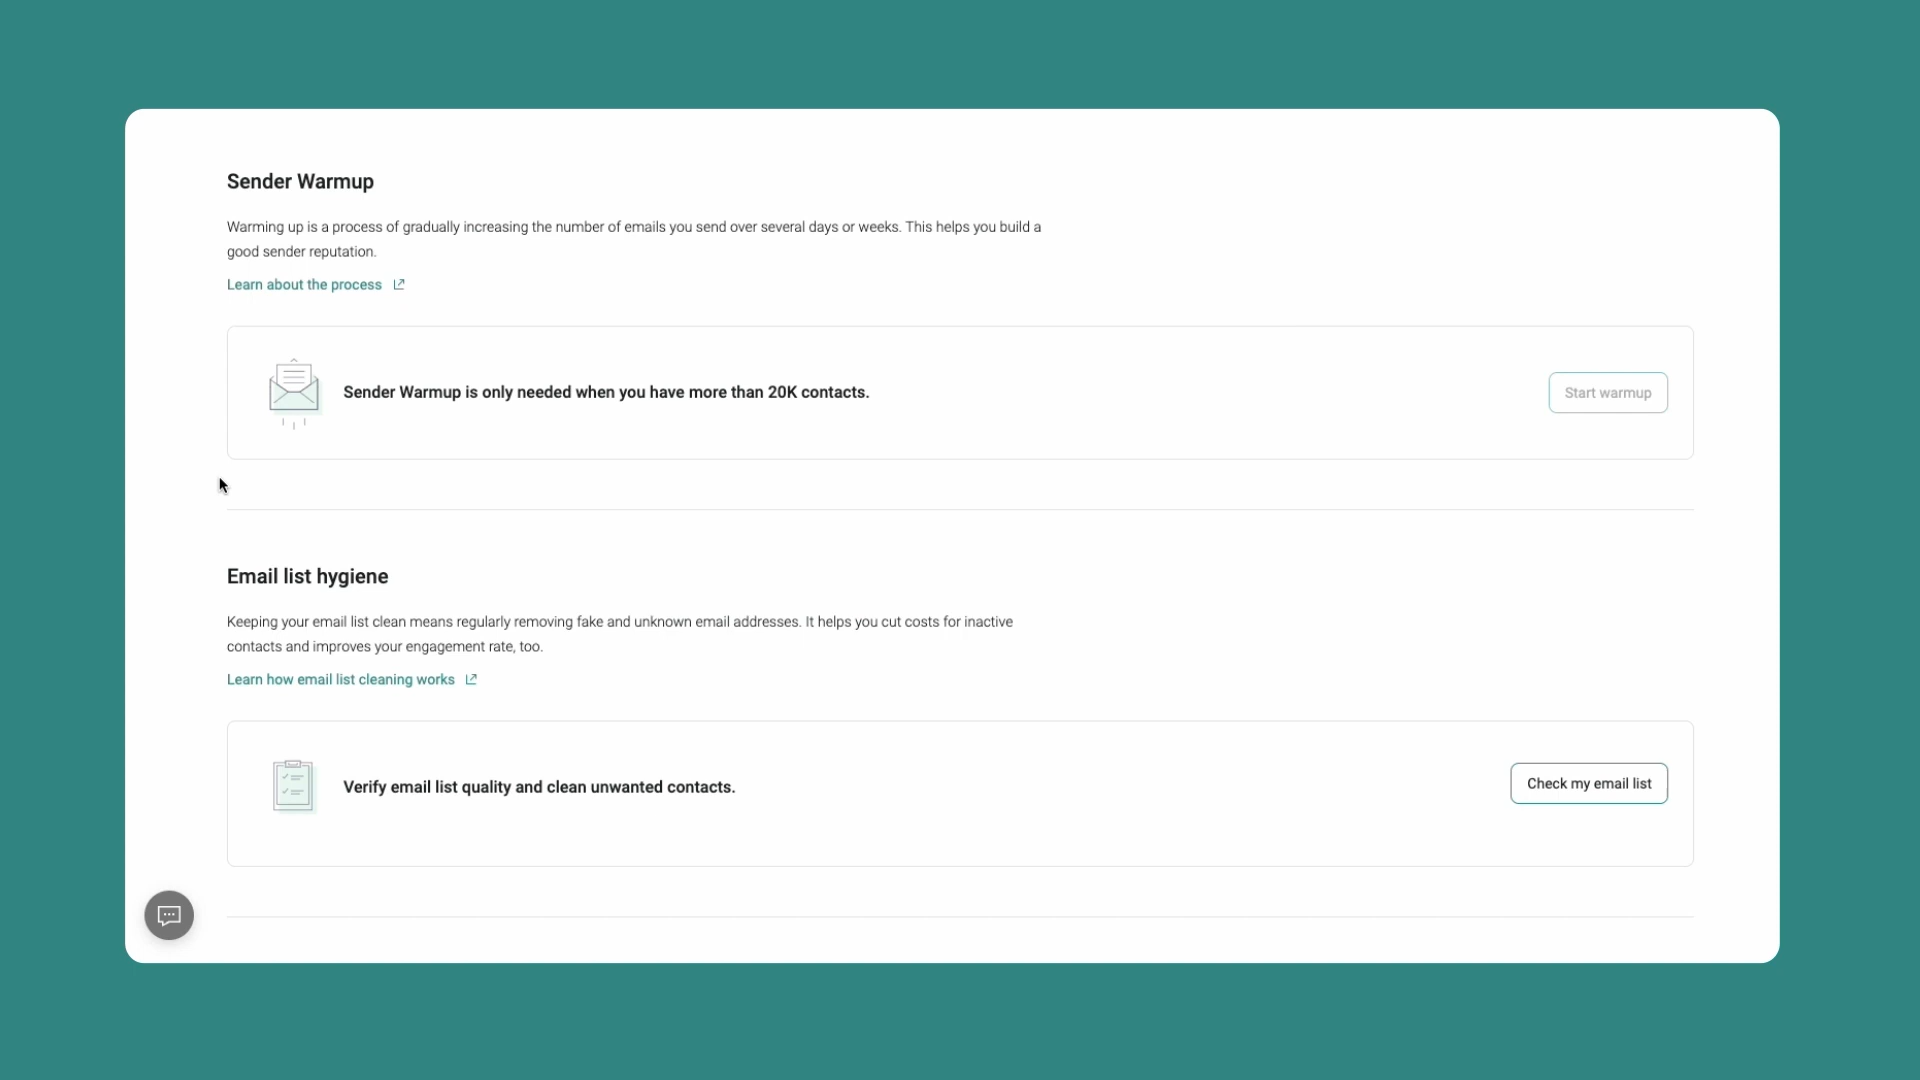 Sender Warmup
Warming up is a process of gradually increasing the number of emails you send over several days or weeks. This helps you build a
good sender reputation.
Learn about the process
Sender Warmup is only needed when you have more than 20K contacts.
Start warmup
Email list hygiene
Keeping your email list clean means regularly removing fake and unknown email addresses. It helps you cut costs for inactive
contacts and improves your engagement rate, too.
Learn how email list cleaning works
Verify email list quality and clean unwanted contacts.
Check my email list